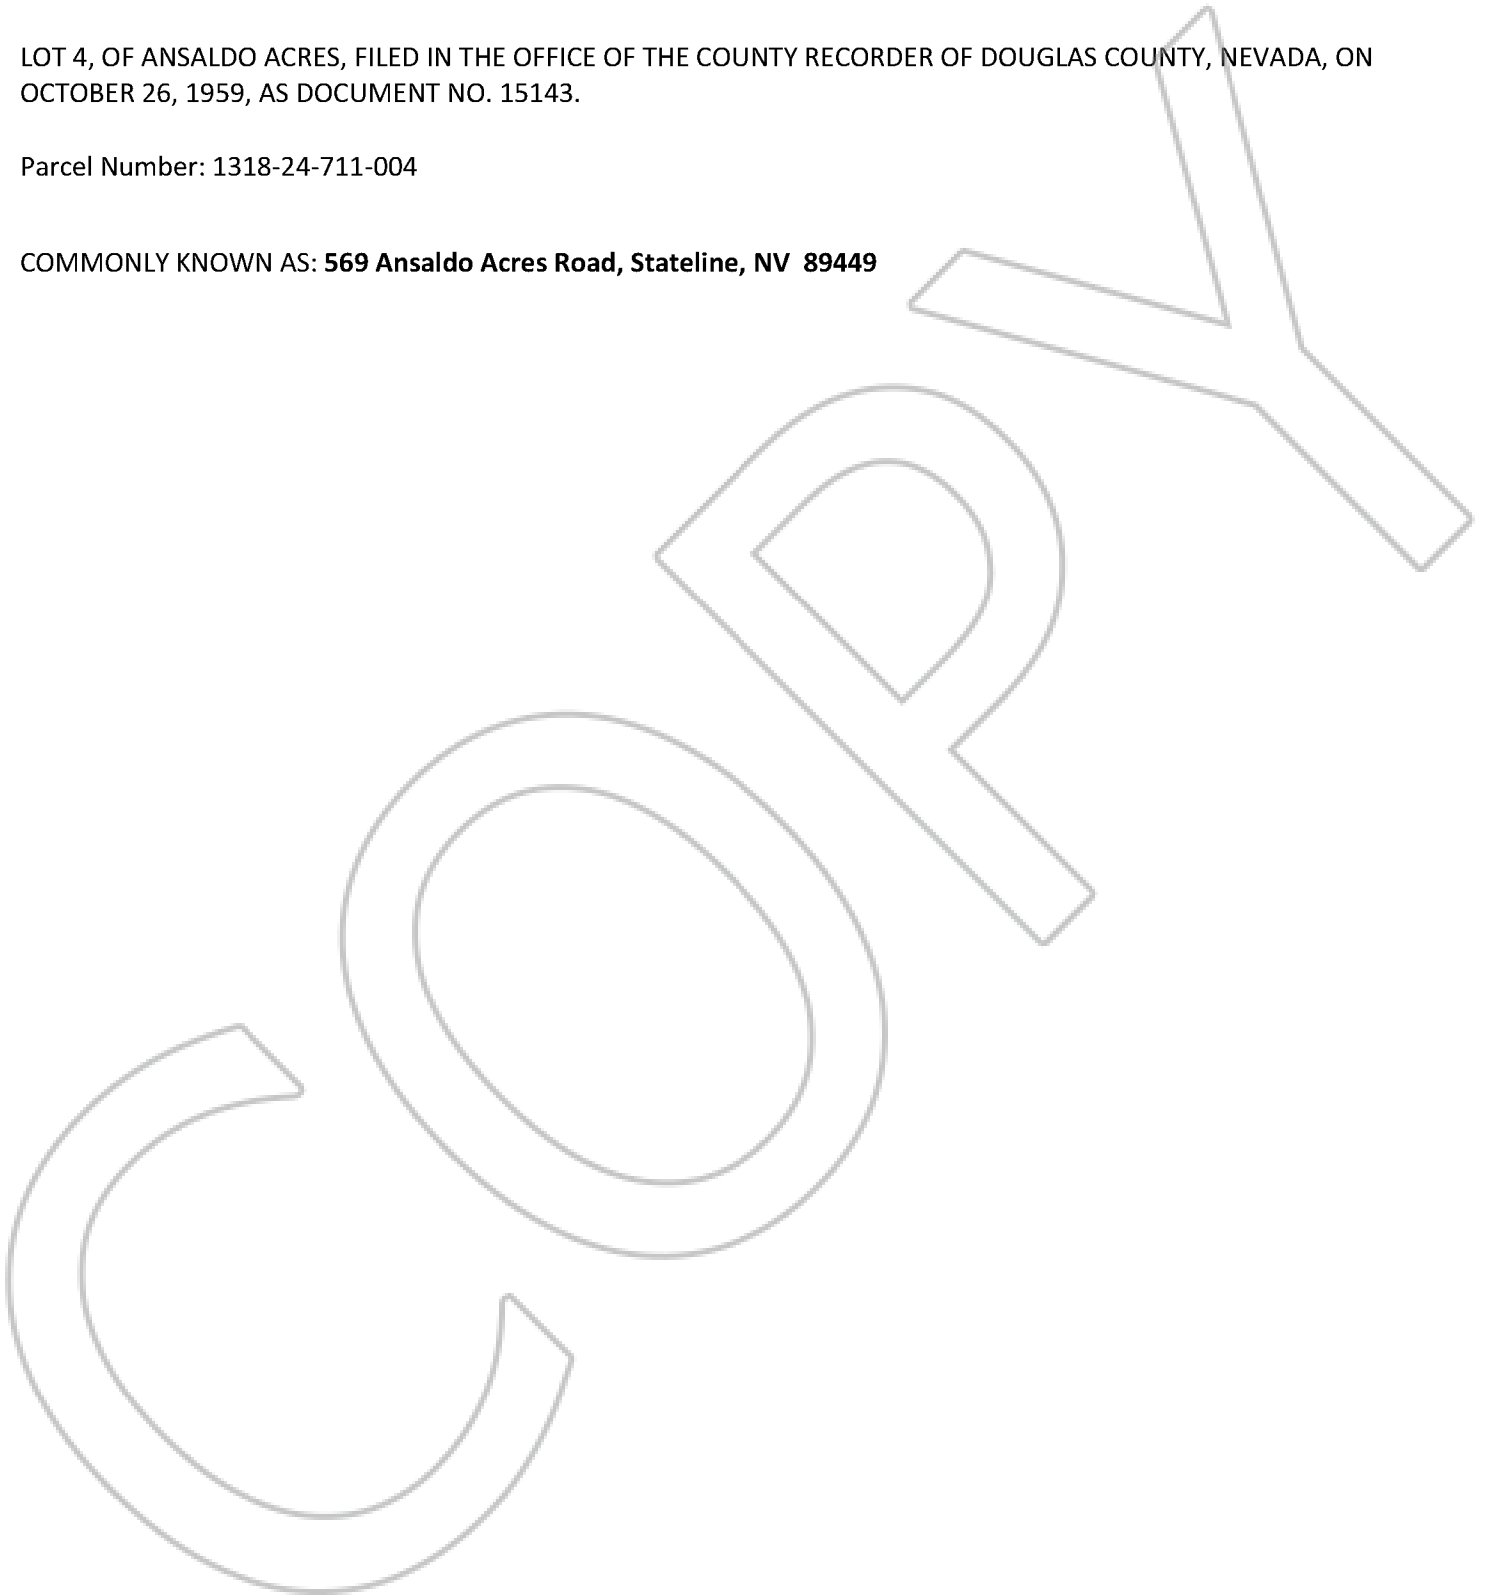 LOT 4, OF ANSALDO ACRES, FILED IN THE OFFICE OF THE COUNTY RECORDER OF DOUGLAS COUNTY, NEVADA, ON
OCTOBER 26, 1959, AS DOCUMENT NO. 15143.
Parcel Number: 1318-24-711-004
COMMONLY KNOWN AS: 569 Ansaldo Acres Road, Stateline, NV  89449
COPY